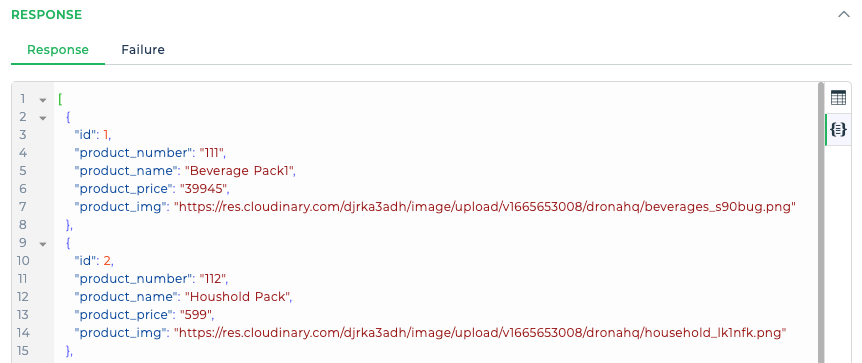 RESPONSE
Response Failure
1 [
2 {
3 "id": 1,
4 "product_number": "111",
5 "product_name": "Beverage Pack1",
6 "product_price": "39945",
7 "product_img": "https://res.cloudinary.com/djrka3adh/image/upload/v1665653008/dronahq/beverages_s90bug.png"
8 },
9 {
10 "id": 2,
11 "product_number": "112",
12 "product_name": "Houshold Pack",
13 "product_price": "599",
14 "product_img": "https://res.cloudinary.com/djrka3adh/image/upload/v1665653008/dronahq/household_lk1nfk.png"
15 },